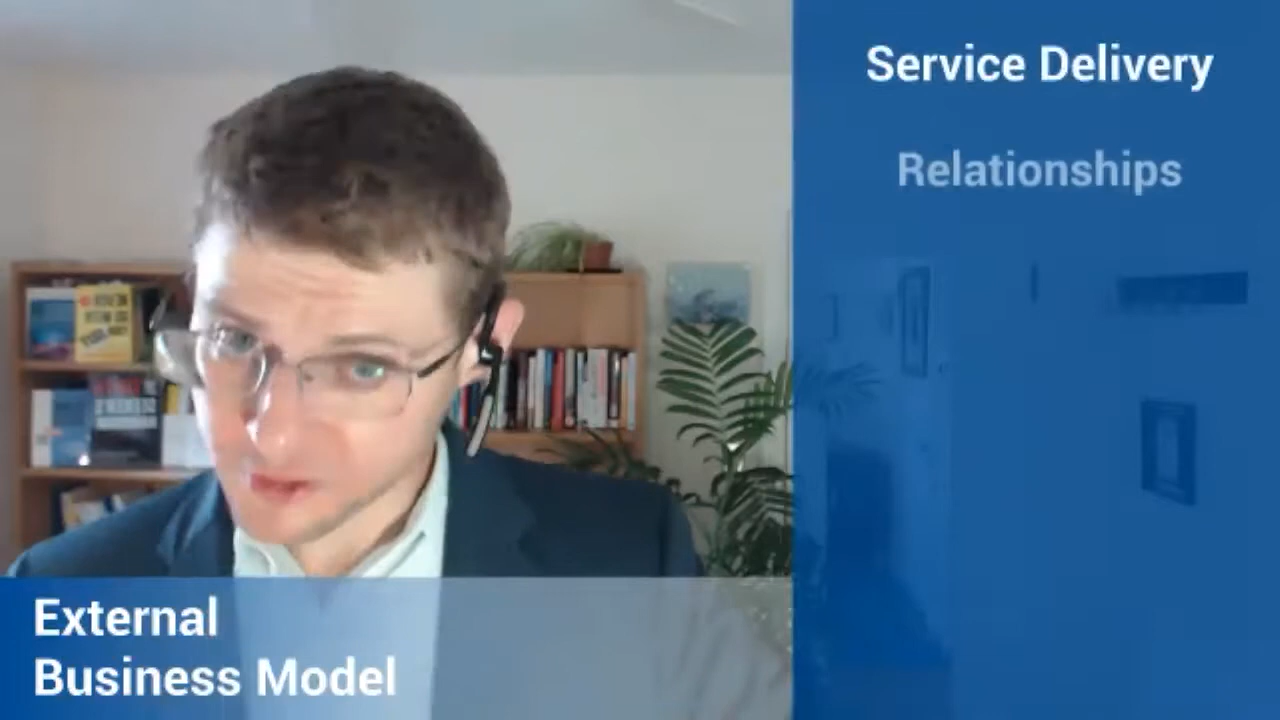 Service Delivery
Relationships
External
Business Model